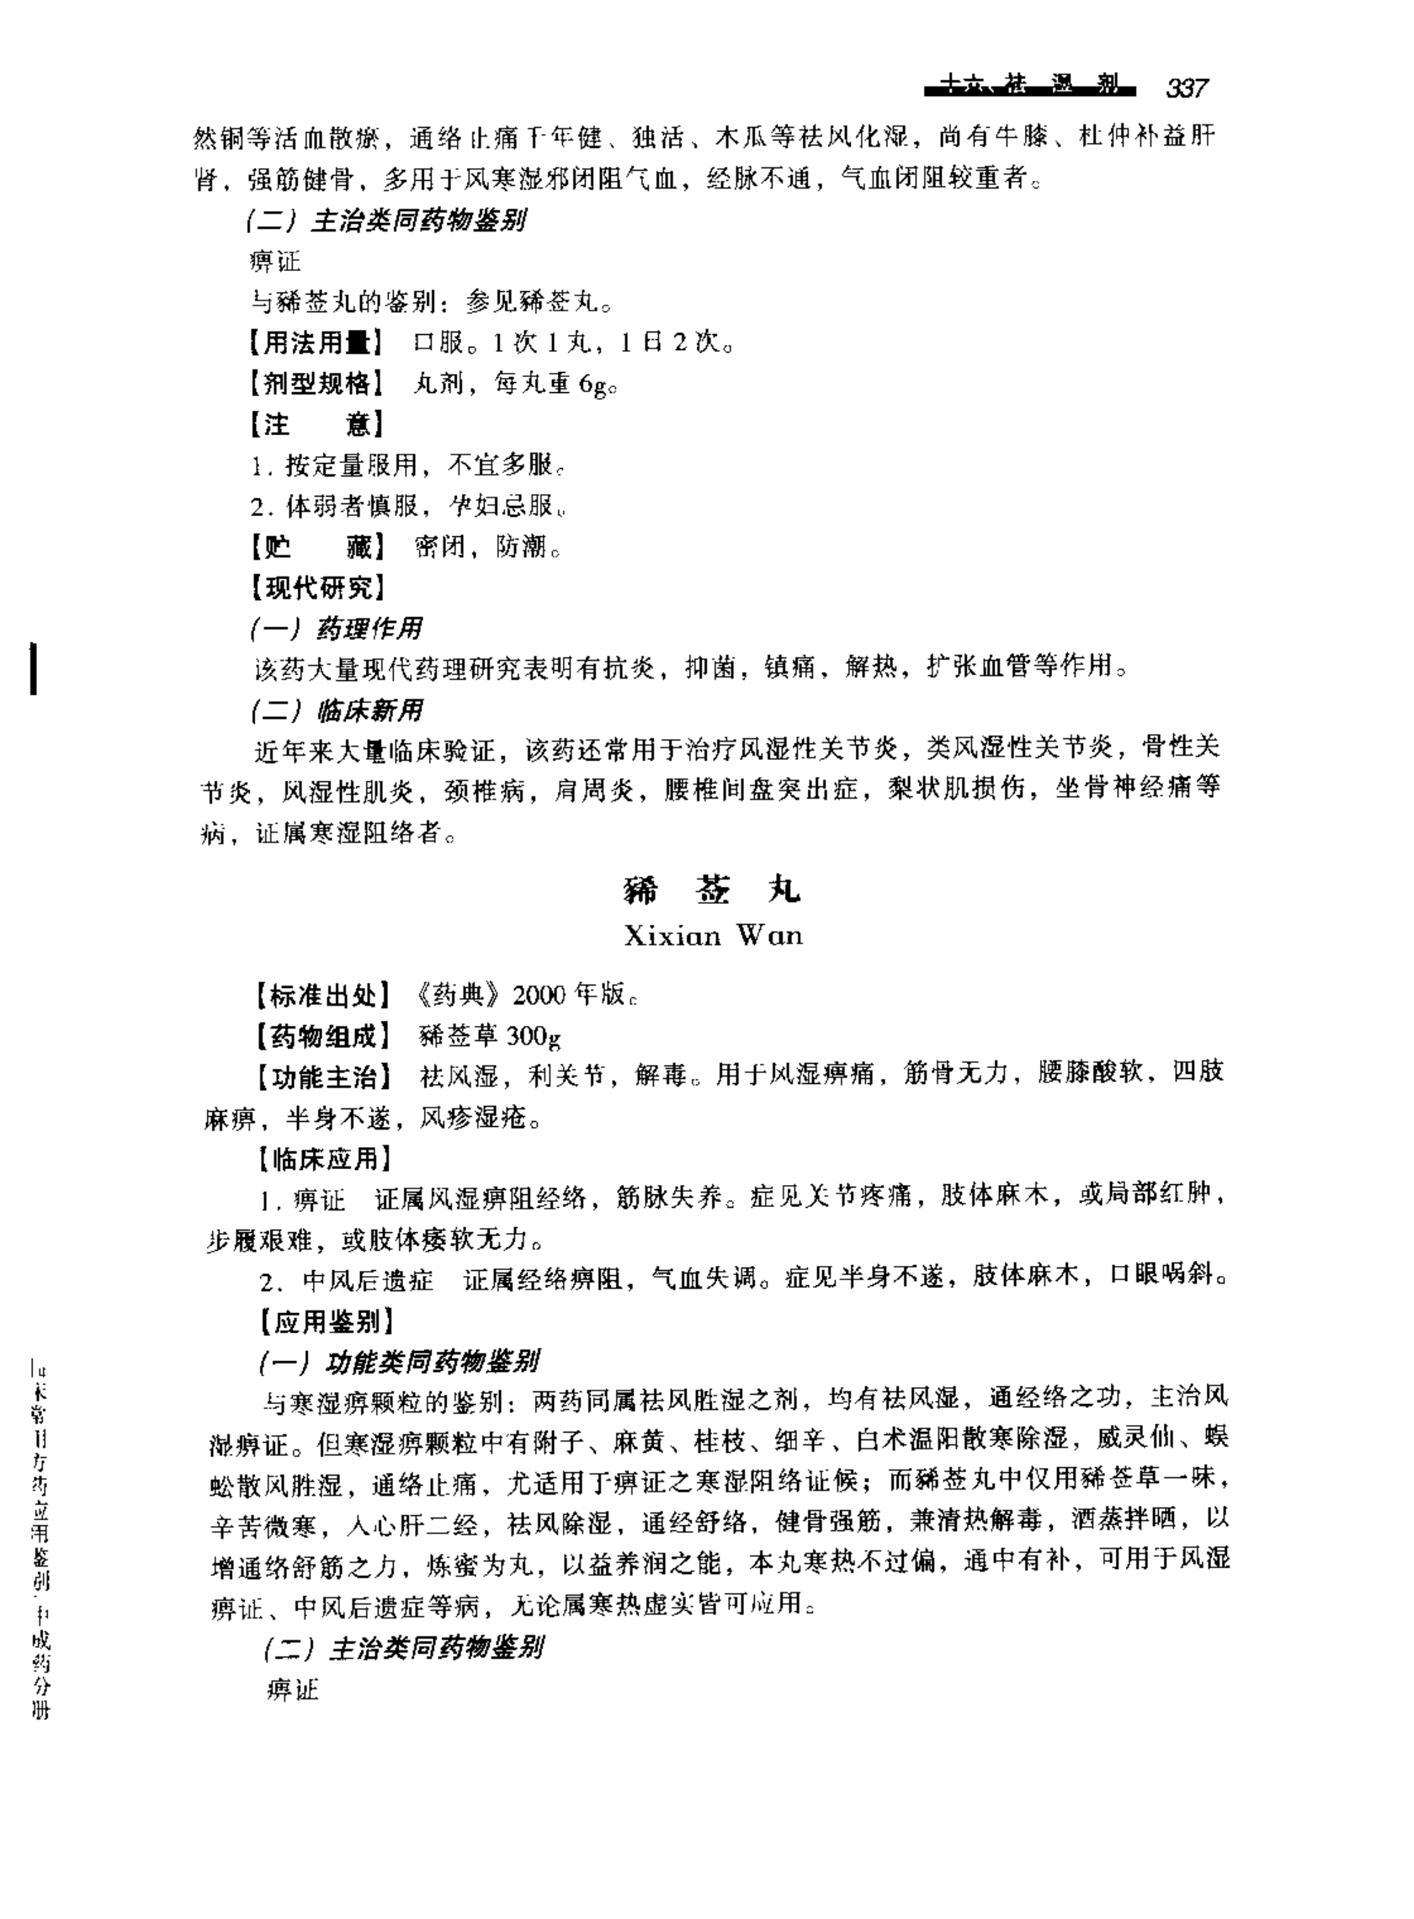 十六、祛 湿 剂 337
然铜等活血散瘀，通络止痛千年健、独活、木瓜等祛风化湿，尚有牛膝、杜仲补益肝
肾，强筋健骨，多用于风寒湿邪闭阻气血，经脉不通，气血闭阻较重者。
(二) 主治类同药物鉴别
痹证
与豨莶丸的鉴别：参见豨莶丸。
【用法用量】 口服。1次1丸，1日2次。
【剂型规格】 丸剂，每丸重6g。
【注 意】
1. 按定量服用，不宜多服。
2. 体弱者慎服，孕妇忌服。
【贮 藏】 密闭，防潮。
【现代研究】
(一) 药理作用
该药大量现代药理研究表明有抗炎，抑菌，镇痛，解热，扩张血管等作用。
(二) 临床新用
近年来大量临床验证，该药还常用于治疗风湿性关节炎，类风湿性关节炎，骨性关
节炎，风湿性肌炎，颈椎病，肩周炎，腰椎间盘突出症，梨状肌损伤，坐骨神经痛等
病，证属寒湿阻络者。
豨 莶 丸
Xixian Wan
【标准出处】《药典》2000年版。
【药物组成】 豨莶草300g
【功能主治】 祛风湿，利关节，解毒。用于风湿痹痛，筋骨无力，腰膝酸软，四肢
麻痹，半身不遂，风疹湿疮。
【临床应用】
1. 痹证 证属风湿痹阻经络，筋脉失养。症见关节疼痛，肢体麻木，或局部红肿，
步履艰难，或肢体痿软无力。
2. 中风后遗症 证属经络痹阻，气血失调。症见半身不遂，肢体麻木，口眼㖞斜。
【应用鉴别】
(一) 功能类同药物鉴别
与寒湿痹颗粒的鉴别：两药同属祛风胜湿之剂，均有祛风湿，通经络之功，主治风
湿痹证。但寒湿痹颗粒中有附子、麻黄、桂枝、细辛、白术温阳散寒除湿，威灵仙、蜈
蚣散风胜湿，通络止痛，尤适用于痹证之寒湿阻络证候；而豨莶丸中仅用豨莶草一味，
辛苦微寒，入心肝二经，祛风除湿，通经舒络，健骨强筋，兼清热解毒，酒蒸拌晒，以
增通络舒筋之力，炼蜜为丸，以益养润之能，本丸寒热不过偏，通中有补，可用于风湿
痹证、中风后遗症等病，无论属寒热虚实皆可应用。
(二) 主治类同药物鉴别
痹证
临床常用方药应用鉴别·中成药分册